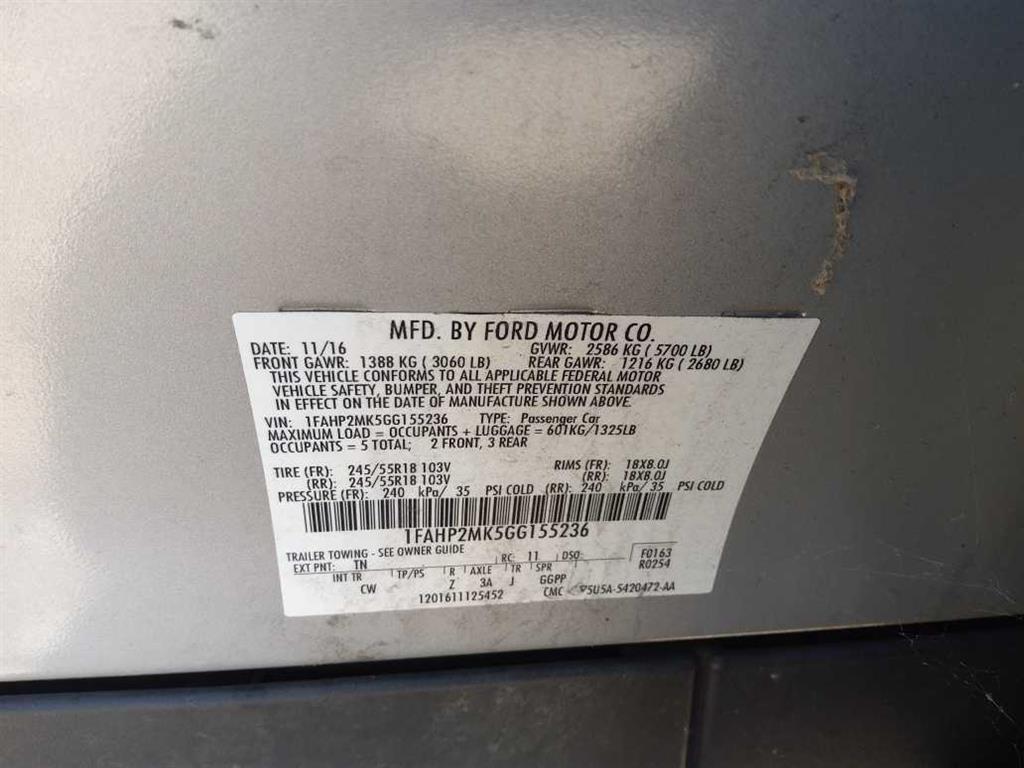 MFD. BY FORD MOTOR CO.
DATE: 11/16 GVWR: 2586 KG ( 5700 LB)
FRONT GAWR: 1388 KG ( 3060 LB) REAR GAWR: 1216 KG ( 2680 LB)
THIS VEHICLE CONFORMS TO ALL APPLICABLE FEDERAL MOTOR
VEHICLE SAFETY, BUMPER, AND THEFT PREVENTION STANDARDS
IN EFFECT ON THE DATE OF MANUFACTURE SHOWN ABOVE.
VIN: 1FAHP2MK5GG155236 TYPE: Passenger Car
MAXIMUM LOAD = OCCUPANTS + LUGGAGE = 601KG/1325LB
OCCUPANTS = 5 TOTAL; 2 FRONT, 3 REAR
TIRE (FR): 245/55R18 103V RIMS (FR): 18X8.0J
(RR): 245/55R18 103V (RR): 18X8.0J
PRESSURE (FR): 240 kPa/ 35 PSI COLD (RR): 240 kPa/ 35 PSI COLD
1FAHP2MK5GG155236
TRAILER TOWING - SEE OWNER GUIDE
EXT PNT: TN RC: 11 DSO: F0163
R0254
INT TR TP/PS R AXLE TR SPR
CW Z 3A J GGPP
1201611125452 CMC 5U5A-5420472-AA